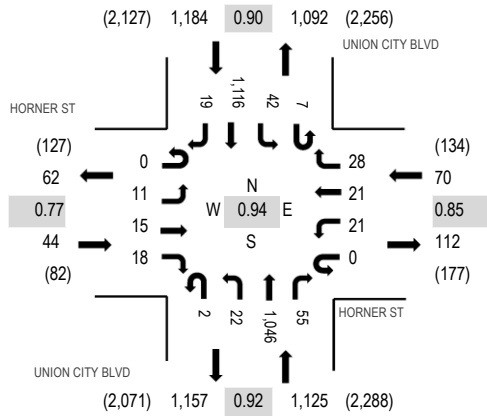 (2,127) 1,184 0.90 1,092 (2,256)
UNION CITY BLVD
HORNER ST
19 1,116 42 7
(127) (134)
0 28
62 70
11 N 21
0.77 W 0.94 E 0.85
15 21
44 S 112
18 0
(82) (177)
2 22 1,046 55
HORNER ST
UNION CITY BLVD
(2,071) 1,157 0.92 1,125 (2,288)